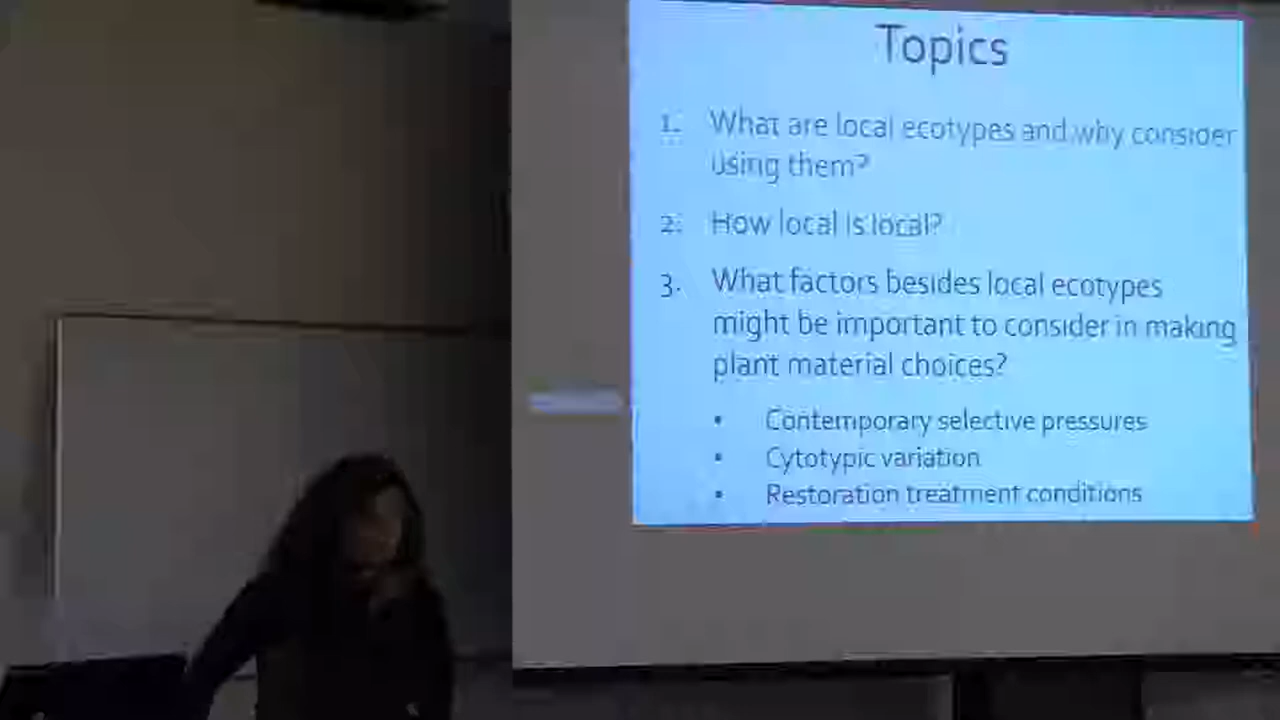 Topics
1. What are local ecotypes and why consider
using them?
2. How local is local?
3. What factors besides local ecotypes
might be important to consider in making
plant material choices?
• Contemporary selective pressures
• Cytotypic variation
• Restoration treatment conditions